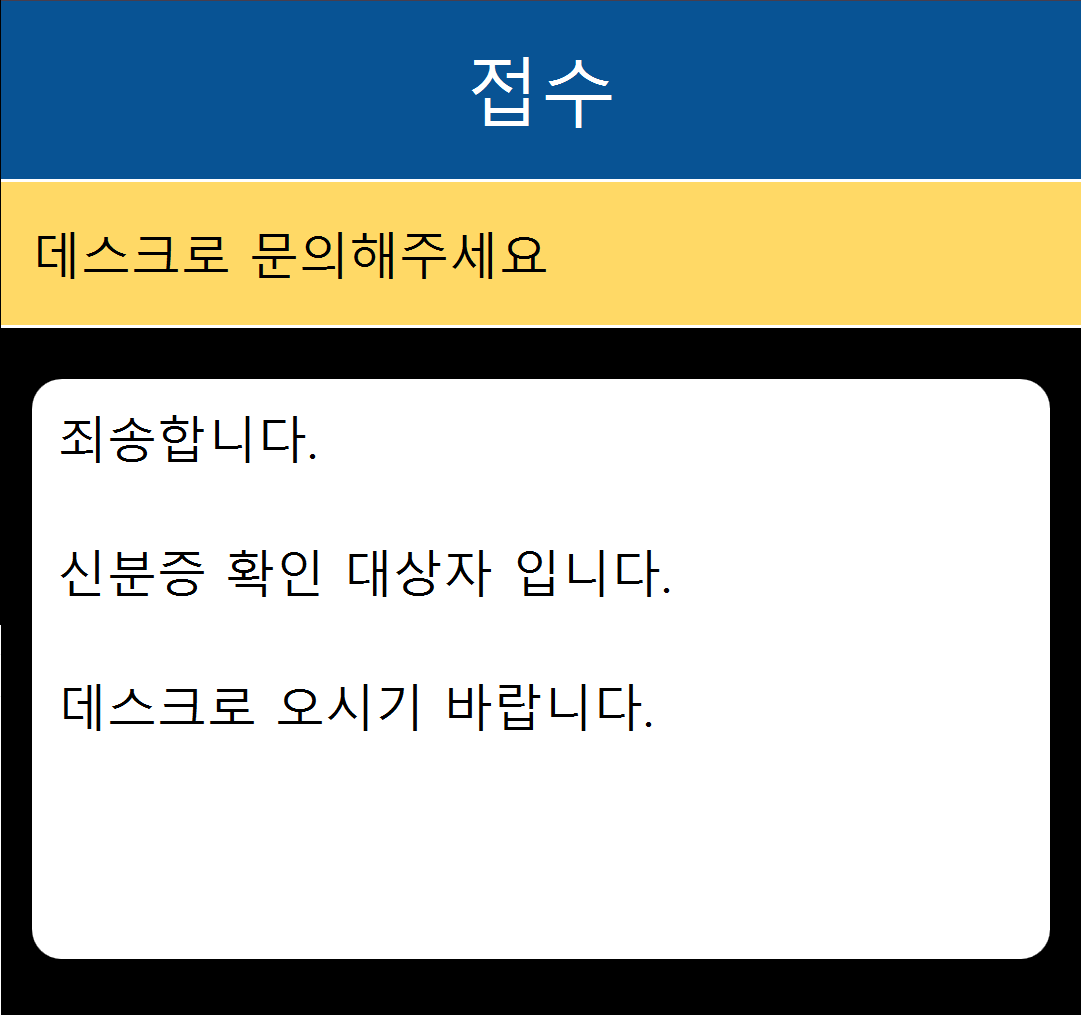 접수
데스크로 문의해주세요
죄송합니다.
신분증 확인 대상자 입니다.
데스크로 오시기 바랍니다.